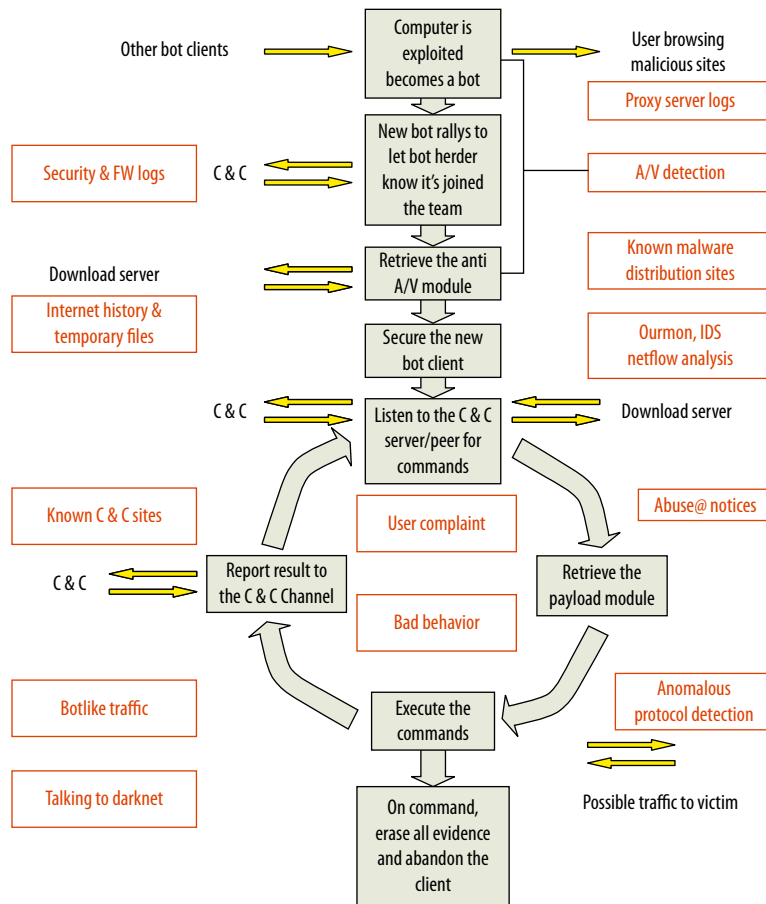 Other bot clients
Computer is
exploited
becomes a bot
User browsing
malicious sites
Proxy server logs
New bot rallys to
let bot herder
know it's joined
the team
Security & FW logs
C & C
A/V detection
Download server
Retrieve the anti
A/V module
Known malware
distribution sites
Internet history &
temporary files
Secure the new
bot client
Ourmon, IDS
netflow analysis
C & C
Listen to the C & C
server/peer for
commands
Download server
Known C & C sites
User complaint
Abuse@ notices
C & C
Report result to
the C & C Channel
Retrieve the
payload module
Bad behavior
Botlike traffic
Execute the
commands
Anomalous
protocol detection
Talking to darknet
Possible traffic to victim
On command,
erase all evidence
and abandon the
client